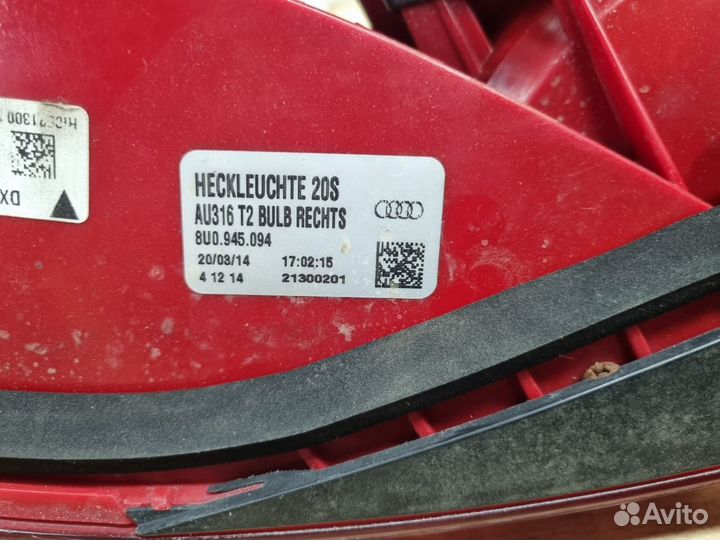 HECKLEUCHTE 20S
AU316 T2 BULB RECHTS
8U0.945.094
20/03/14 17:02:15
4 12 14 21300201
DX
Avito